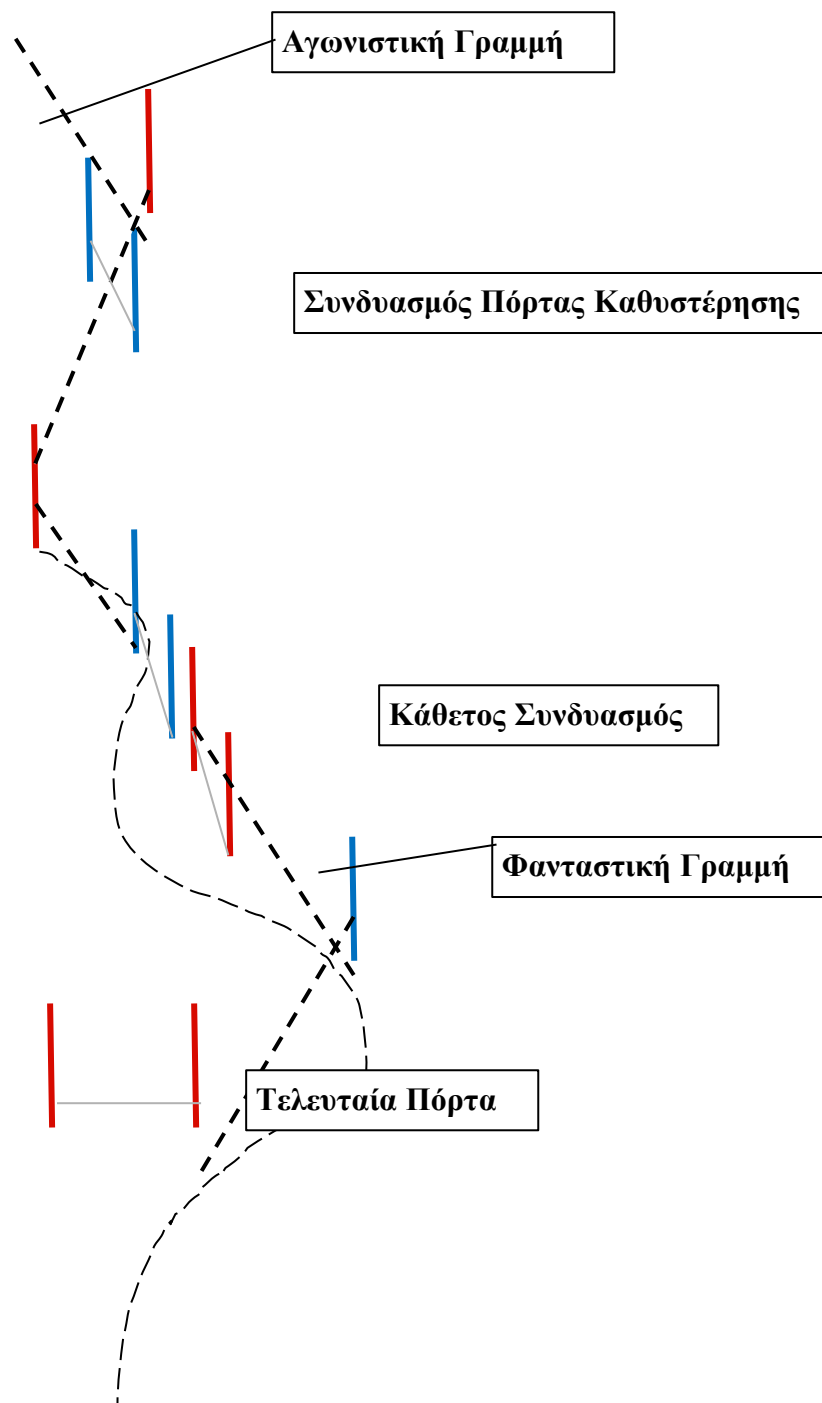 Αγωνιστική Γραμμή
Συνδυασμός Πόρτας Καθυστέρησης
Κάθετος Συνδυασμός
Φανταστική Γραμμή
Τελευταία Πόρτα